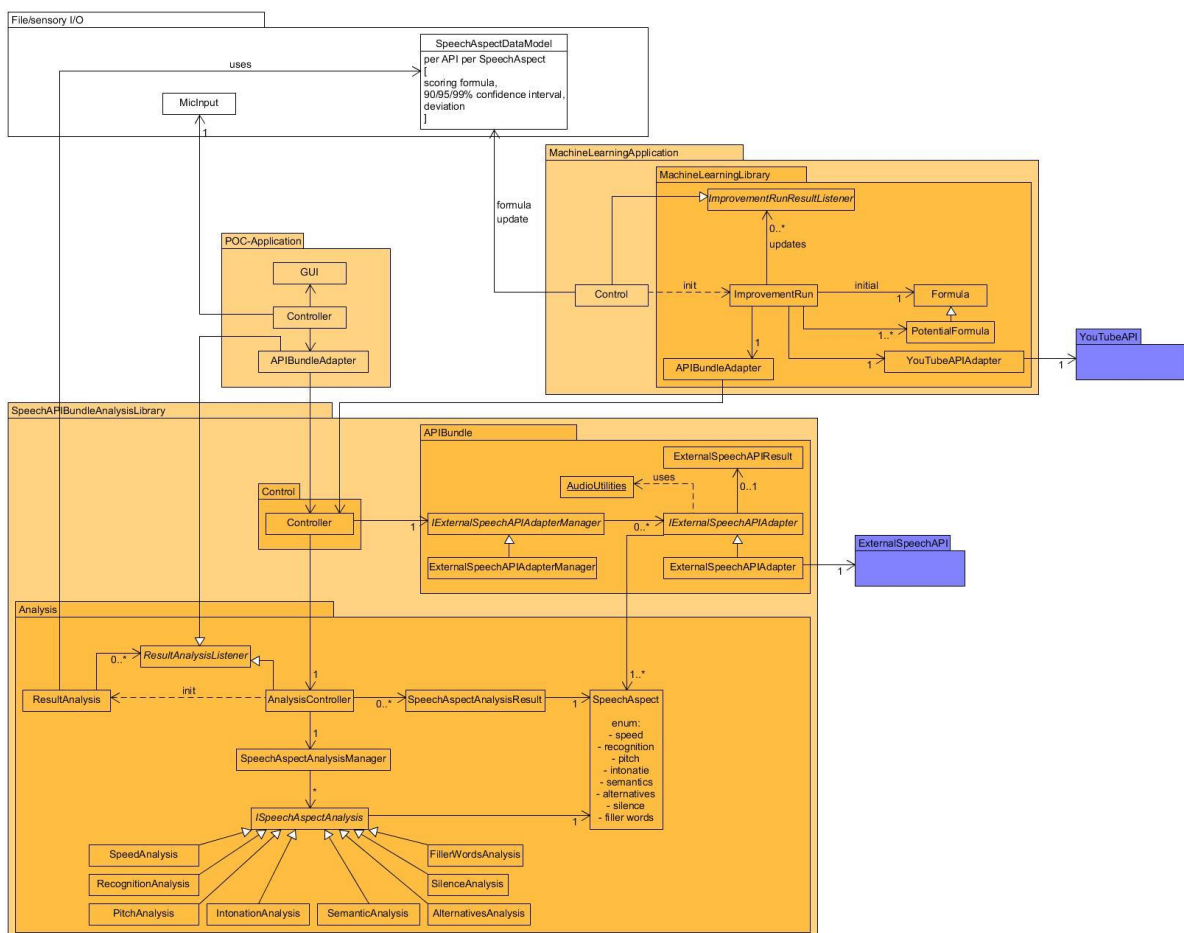 File/sensory I/O
SpeechAspectDataModel
per API per SpeechAspect
[
scoring formula,
90/95/99% confidence interval,
deviation
]
uses
MicInput
1
MachineLearningApplication
MachineLearningLibrary
ImprovementRunResultListener
formula
update
0..*
updates
POC-Application
GUI
Controller
APIBundleAdapter
Control
init
ImprovementRun
initial
1
Formula
1..*
PotentialFormula
1
APIBundleAdapter
1
YouTubeAPIAdapter
1
YouTubeAPI
SpeechAPIBundleAnalysisLibrary
APIBundle
ExternalSpeechAPIResult
uses
AudioUtilities
0..1
Control
Controller
1
IExternalSpeechAPIAdapterManager
0..*
IExternalSpeechAPIAdapter
ExternalSpeechAPIAdapterManager
ExternalSpeechAPIAdapter
1
ExternalSpeechAPI
Analysis
0..*
ResultAnalysisListener
1
1..*
ResultAnalysis
init
AnalysisController
0..*
SpeechAspectAnalysisResult
1
SpeechAspect
enum:
- speed
- recognition
- pitch
- intonatie
- semantics
- alternatives
- silence
- filler words
1
SpeechAspectAnalysisManager
*
ISpeechAspectAnalysis
1
SpeedAnalysis
FillerWordsAnalysis
RecognitionAnalysis
SilenceAnalysis
PitchAnalysis
IntonationAnalysis
SemanticAnalysis
AlternativesAnalysis